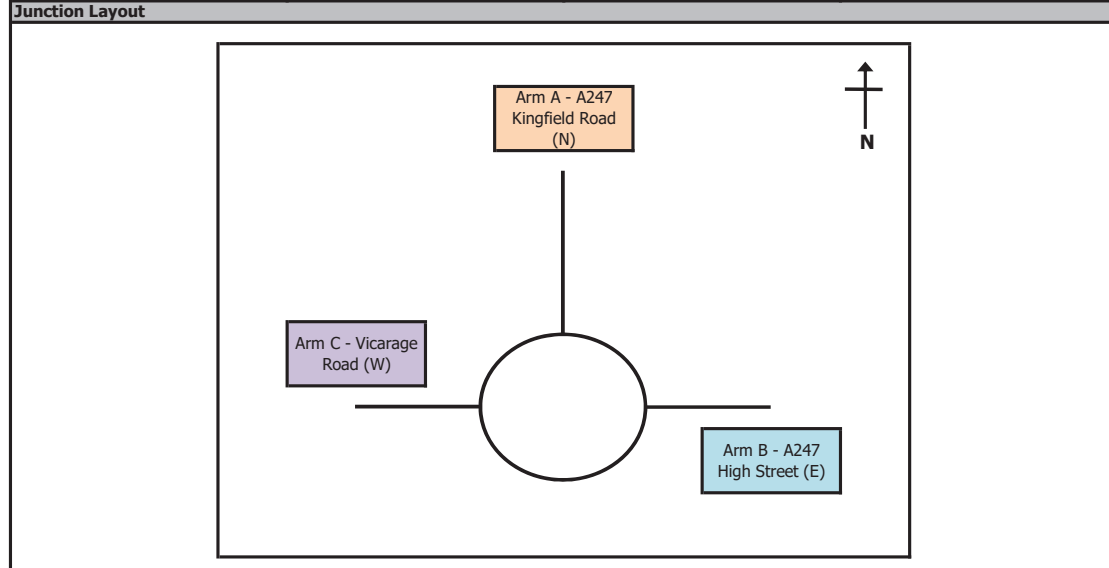 Junction Layout
Arm A - A247
Kingfield Road
(N)
N
Arm C - Vicarage
Road (W)
Arm B - A247
High Street (E)